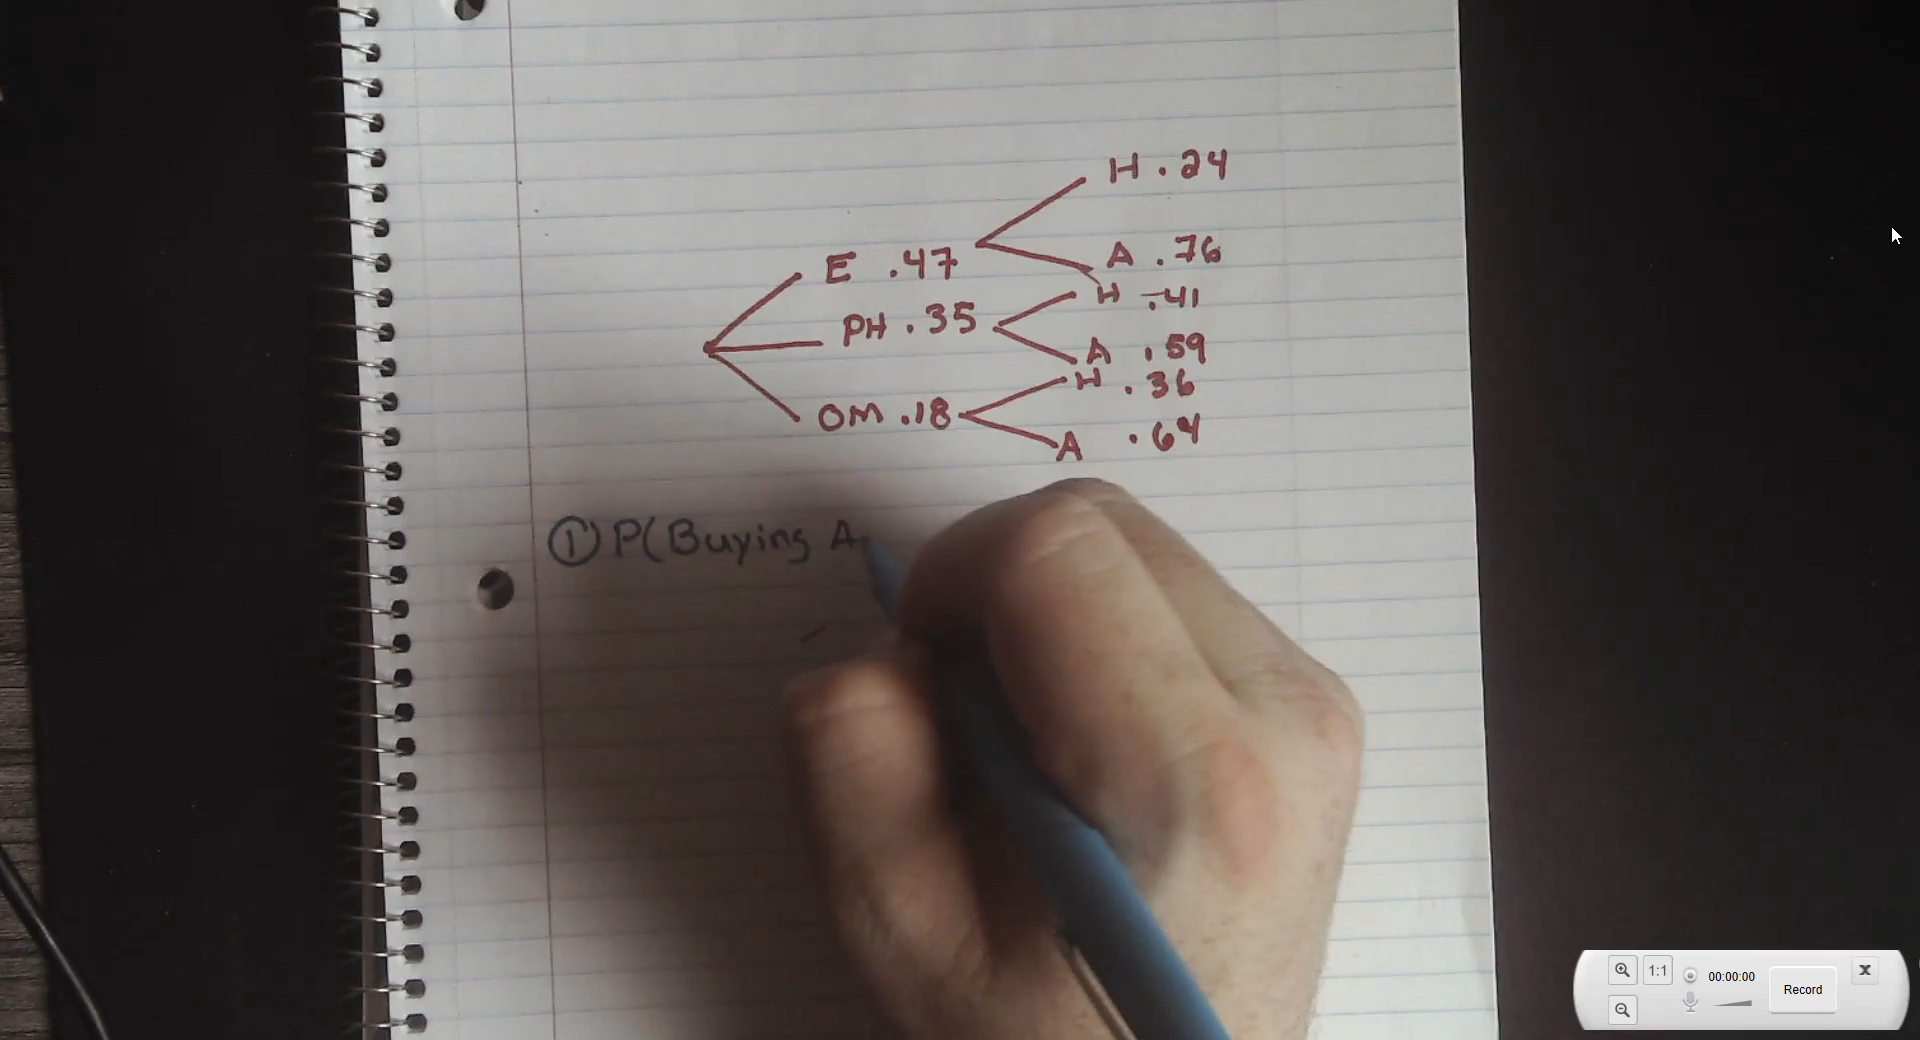 H .24
E .47
A .76
H .41
PH .35
A .59
H .36
OM .18
A .64
① P(Buying A
1:1
00:00:00
Record
x